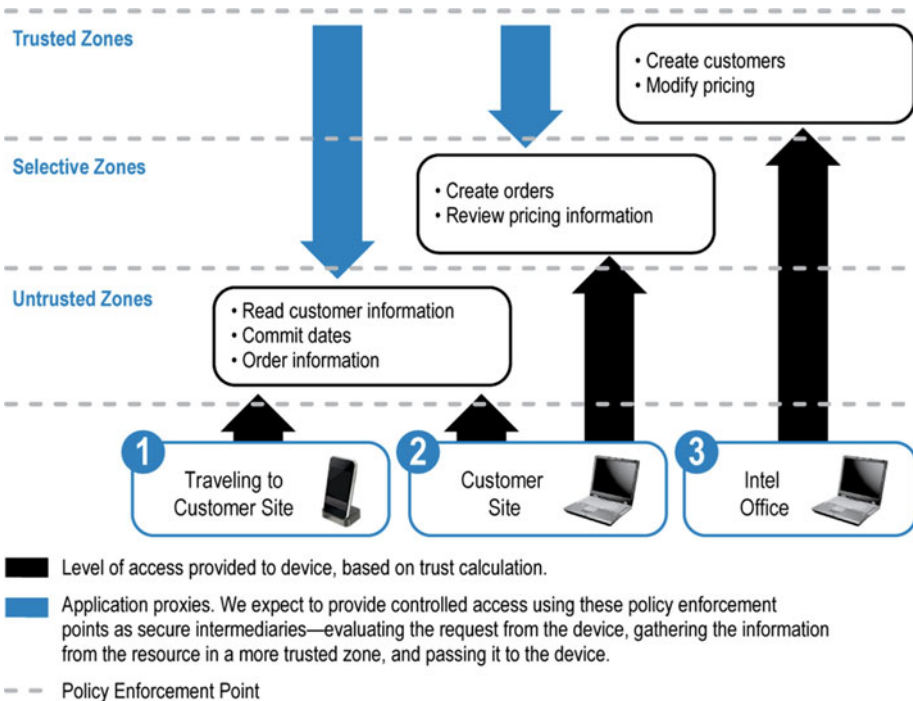 Trusted Zones
• Create customers
• Modify pricing
Selective Zones
• Create orders
• Review pricing information
Untrusted Zones
• Read customer information
• Commit dates
• Order information
1
Traveling to
Customer Site
2
Customer
Site
3
Intel
Office
Level of access provided to device, based on trust calculation.
Application proxies. We expect to provide controlled access using these policy enforcement
points as secure intermediaries—evaluating the request from the device, gathering the information
from the resource in a more trusted zone, and passing it to the device.
Policy Enforcement Point